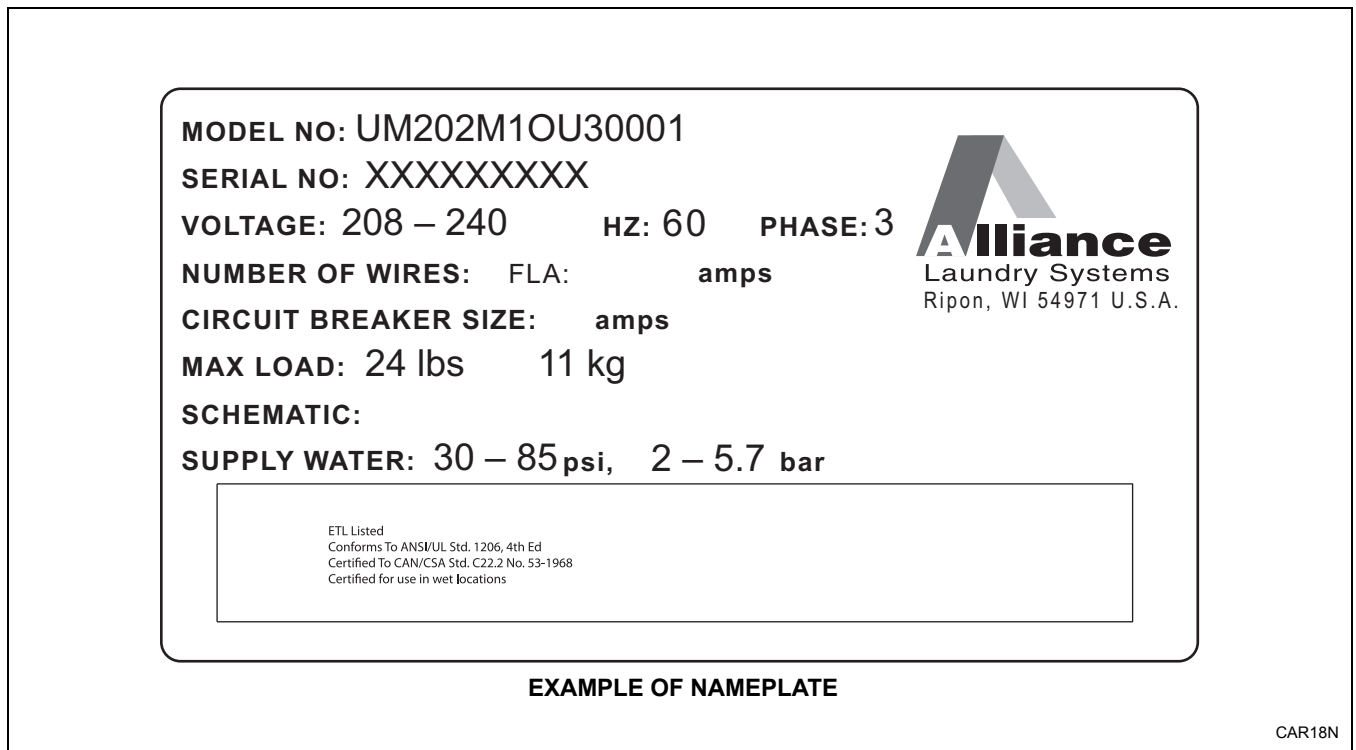 MODEL NO: UM202M1OU30001
SERIAL NO: XXXXXXXXX
VOLTAGE: 208 – 240 HZ: 60 PHASE: 3
NUMBER OF WIRES: FLA: amps
CIRCUIT BREAKER SIZE: amps
MAX LOAD: 24 lbs 11 kg
SCHEMATIC:
SUPPLY WATER: 30 – 85 psi, 2 – 5.7 bar
Alliance
Laundry Systems
Ripon, WI 54971 U.S.A.
ETL Listed
Conforms To ANSI/UL Std. 1206, 4th Ed
Certified To CAN/CSA Std. C22.2 No. 53-1968
Certified for use in wet locations
EXAMPLE OF NAMEPLATE
CAR18N